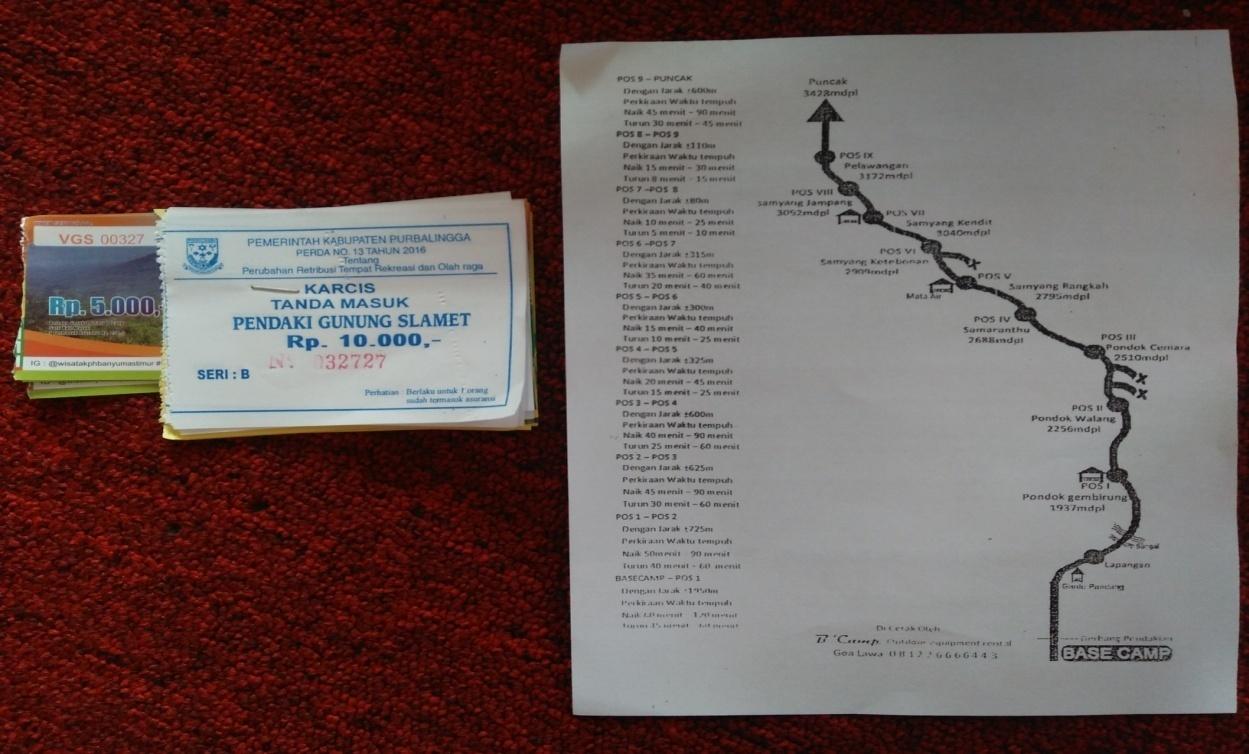 VGS 00327
Rp. 5.000,
IG : @wisatakphbanyumastimur
PEMERINTAH KABUPATEN PURBALINGGA
PERDA NO. 13 TAHUN 2016
Tentang
Perubahan Retribusi Tempat Rekreasi dan Olah raga
KARCIS
TANDA MASUK
PENDAKI GUNUNG SLAMET
Rp. 10.000,-
032727
SERI : B
Perhatian : Berlaku untuk 1 orang
sudah termasuk asuransi
POS 9 – PUNCAK
Dengan Jarak ±600m
Perkiraan Waktu tempuh
Naik 45 menit – 90 menit
Turun 30 menit – 45 menit
POS 8 – POS 9
Dengan Jarak ±110m
Perkiraan Waktu tempuh
Naik 15 menit – 30 menit
Turun 8 menit – 15 menit
POS 7 –POS 8
Dengan Jarak ±80m
Perkiraan Waktu tempuh
Naik 10 menit – 25 menit
Turun 5 menit – 10 menit
POS 6 –POS 7
Dengan Jarak ±315m
Perkiraan Waktu tempuh
Naik 35 menit – 60 menit
Turun 20 menit – 40 menit
POS 5 – POS 6
Dengan Jarak ±300m
Perkiraan Waktu tempuh
Naik 15 menit – 40 menit
Turun 10 menit – 25 menit
POS 4 – POS 5
Dengan Jarak ±325m
Perkiraan Waktu tempuh
Naik 20 menit – 45 menit
Turun 15 menit – 25 menit
POS 3 – POS 4
Dengan Jarak ±600m
Perkiraan Waktu tempuh
Naik 40 menit – 90 menit
Turun 25 menit – 60 menit
POS 2 – POS 3
Dengan Jarak ±625m
Perkiraan Waktu tempuh
Naik 45 menit – 90 menit
Turun 30 menit – 60 menit
POS 1 – POS 2
Dengan Jarak ±725m
Perkiraan Waktu tempuh
Naik 50menit – 90 menit
Turun 40 menit – 60 menit
BASECAMP – POS 1
Dengan Jarak ±1950m
Perkiraan Waktu tempuh
Naik menit – 120 menit
Turun menit – menit
Puncak
3428mdpl
POS IX
Pelawangan
3172mdpl
POS VIII
samyang Jampang
3092mdpl
POS VII
Samyang Kendit
3040mdpl
POS VI
Samyang Ketebonan
2909mdpl
X
POS V
Samyang Rangkah
2795mdpl
Mata Air
POS IV
Samaranthu
2688mdpl
POS III
Pondok Cemara
2510mdpl
X
X
POS II
Pondok Walang
2256mdpl
POS I
Pondok gembirung
1937mdpl
Lapangan
Gardu Pandang
Gerbang Pendakian
BASE CAMP
Di Cetak Oleh
B'Camp Outdoor equipment rental
Goa Lawa 081226666443